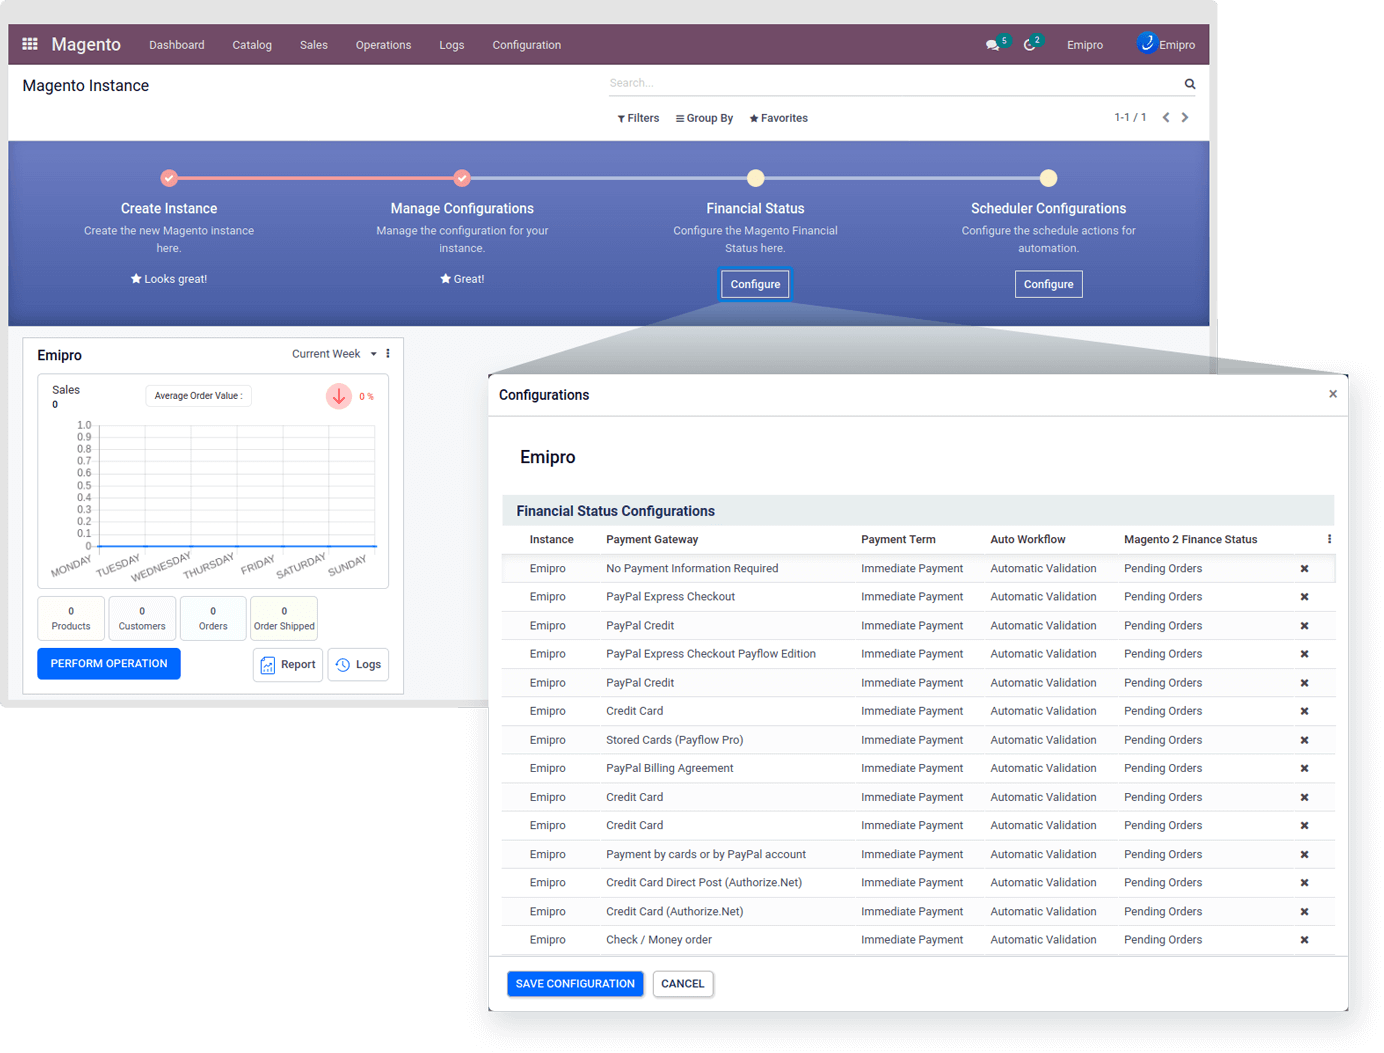 Magento Dashboard Catalog Sales Operations Logs Configuration 5 2 Emipro Emipro
Magento Instance Search...
Filters Group By Favorites 1-1 / 1
Create Instance Manage Configurations Financial Status Scheduler Configurations
Create the new Magento instance Manage the configuration for your Configure the Magento Financial Configure the schedule actions for
here. instance. Status here. automation.
Looks great! Great! Configure Configure
Emipro Current Week
Sales Average Order Value : 0 %
0
1.0
0.9
0.8
0.7
0.6
0.5
0.4
0.3
0.2
0.1
0
MONDAY TUESDAY WEDNESDAY THURSDAY FRIDAY SATURDAY SUNDAY
0 0 0 0
Products Customers Orders Order Shipped
PERFORM OPERATION Report Logs
Configurations
Emipro
Financial Status Configurations
Instance Payment Gateway Payment Term Auto Workflow Magento 2 Finance Status
Emipro No Payment Information Required Immediate Payment Automatic Validation Pending Orders
Emipro PayPal Express Checkout Immediate Payment Automatic Validation Pending Orders
Emipro PayPal Credit Immediate Payment Automatic Validation Pending Orders
Emipro PayPal Express Checkout Payflow Edition Immediate Payment Automatic Validation Pending Orders
Emipro PayPal Credit Immediate Payment Automatic Validation Pending Orders
Emipro Credit Card Immediate Payment Automatic Validation Pending Orders
Emipro Stored Cards (Payflow Pro) Immediate Payment Automatic Validation Pending Orders
Emipro PayPal Billing Agreement Immediate Payment Automatic Validation Pending Orders
Emipro Credit Card Immediate Payment Automatic Validation Pending Orders
Emipro Credit Card Immediate Payment Automatic Validation Pending Orders
Emipro Payment by cards or by PayPal account Immediate Payment Automatic Validation Pending Orders
Emipro Credit Card Direct Post (Authorize.Net) Immediate Payment Automatic Validation Pending Orders
Emipro Credit Card (Authorize.Net) Immediate Payment Automatic Validation Pending Orders
Emipro Check / Money order Immediate Payment Automatic Validation Pending Orders
SAVE CONFIGURATION CANCEL